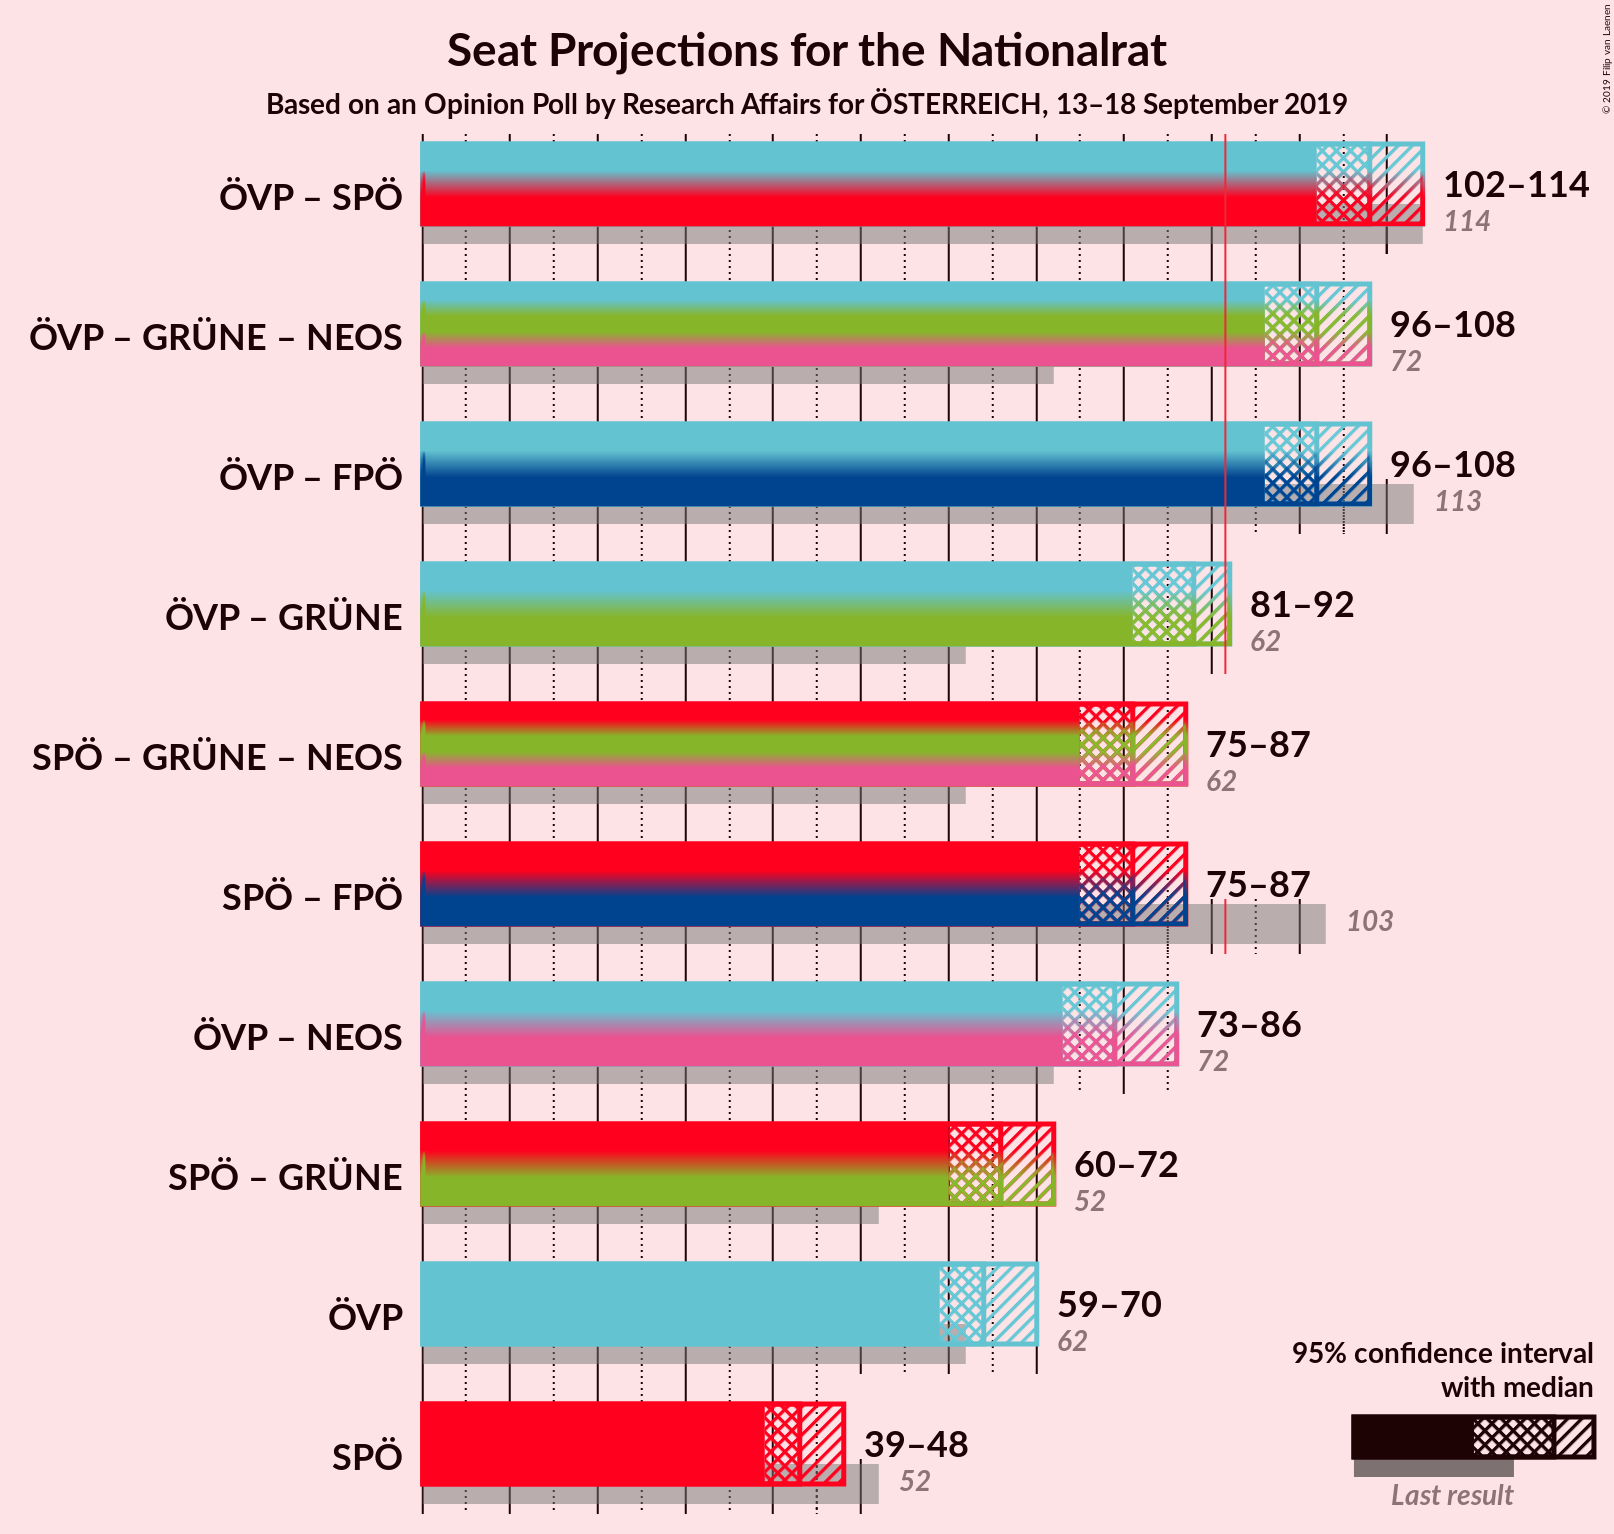 Seat Projections for the Nationalrat
Based on an Opinion Poll by Research Affairs for ÖSTERREICH, 13–18 September 2019
© 2019 Filip van Laenen
ÖVP – SPÖ
102–114
114
ÖVP – GRÜNE – NEOS
96–108
72
ÖVP – FPÖ
96–108
113
ÖVP – GRÜNE
81–92
62
SPÖ – GRÜNE – NEOS
75–87
62
SPÖ – FPÖ
75–87
103
ÖVP – NEOS
73–86
72
SPÖ – GRÜNE
60–72
52
ÖVP
59–70
62
SPÖ
39–48
52
95% confidence interval
with median
Last result